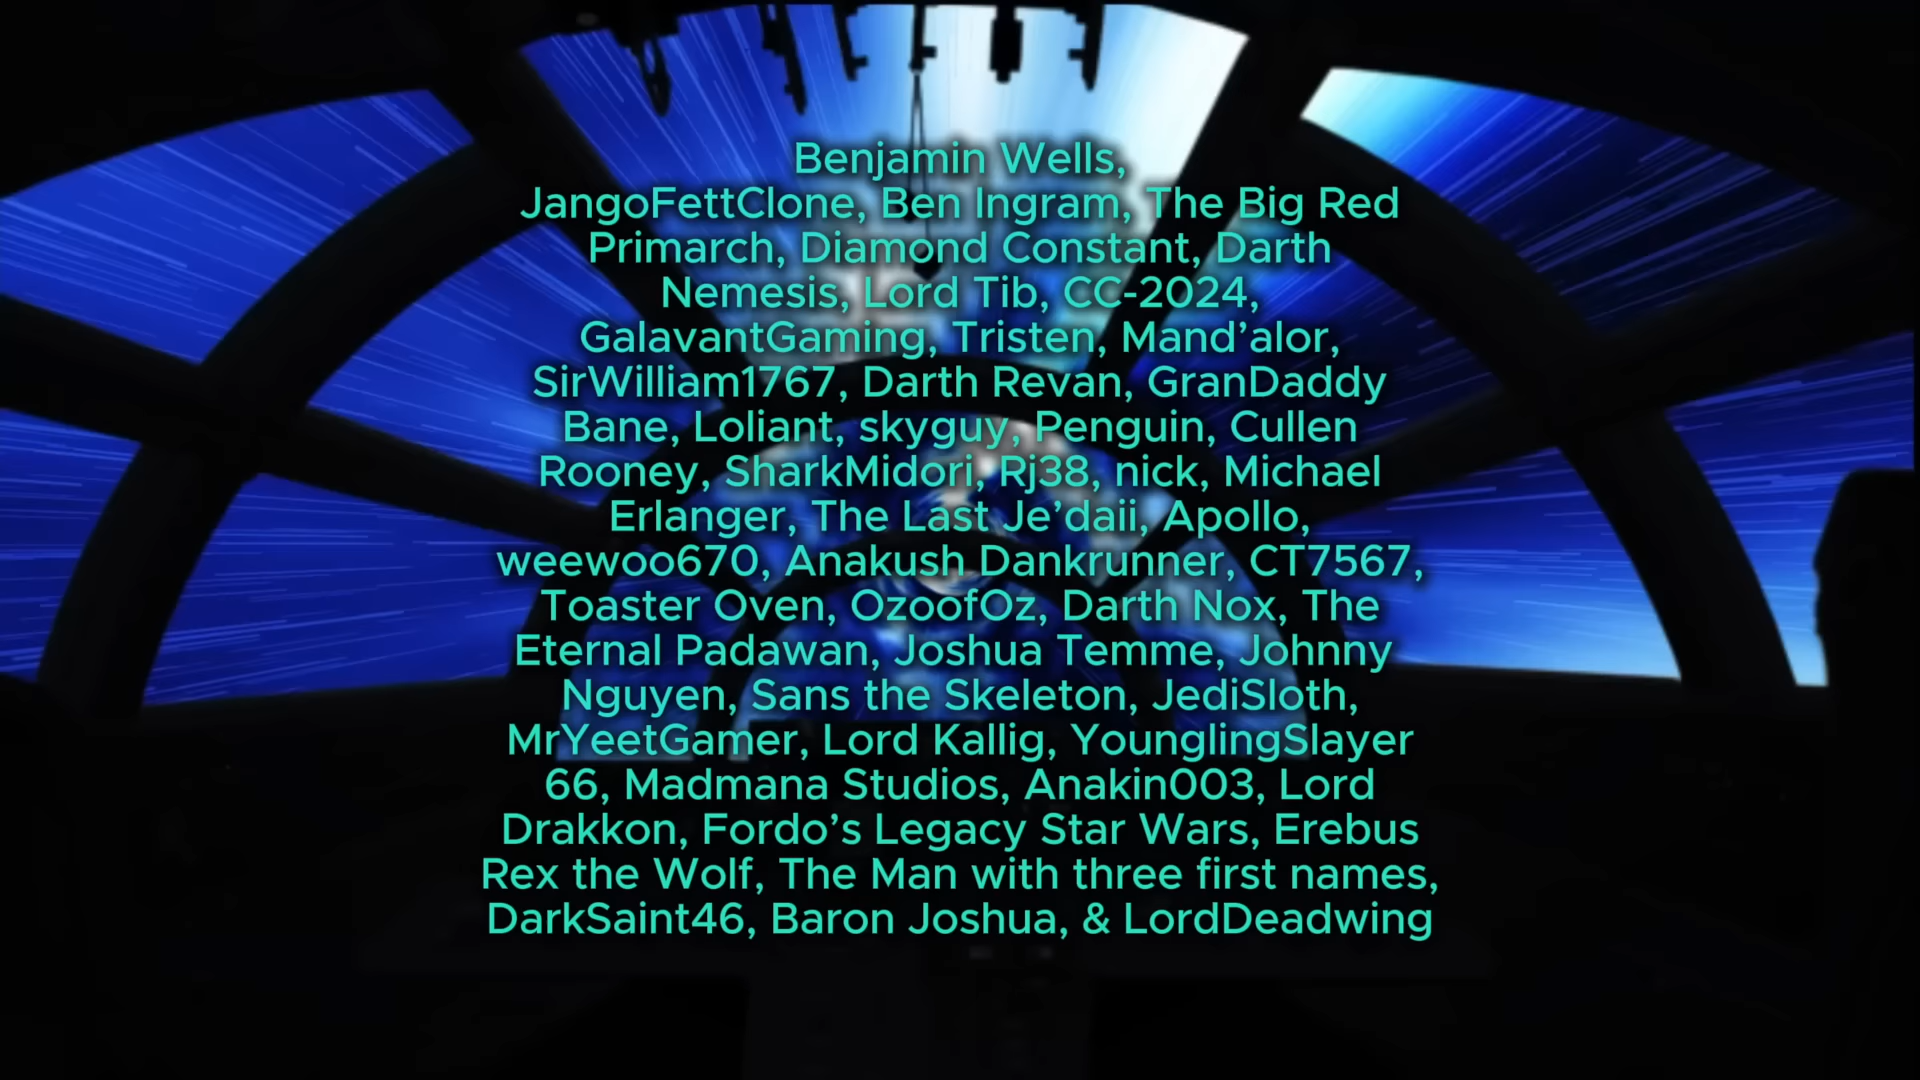 Benjamin Wells,
JangoFettClone, Ben Ingram, The Big Red
Primarch, Diamond Constant, Darth
Nemesis, Lord Tib, CC-2024,
GalavantGaming, Tristen, Mand’alor,
SirWilliam1767, Darth Revan, GranDaddy
Bane, Loliant, skyguy, Penguin, Cullen
Rooney, SharkMidori, Rj38, nick, Michael
Erlanger, The Last Je’daii, Apollo,
weewoo670, Anakush Dankrunner, CT7567,
Toaster Oven, OzoofOz, Darth Nox, The
Eternal Padawan, Joshua Temme, Johnny
Nguyen, Sans the Skeleton, JediSloth,
MrYeetGamer, Lord Kallig, YounglingSlayer
66, Madmana Studios, Anakin003, Lord
Drakkon, Fordo’s Legacy Star Wars, Erebus
Rex the Wolf, The Man with three first names,
DarkSaint46, Baron Joshua, & LordDeadwing